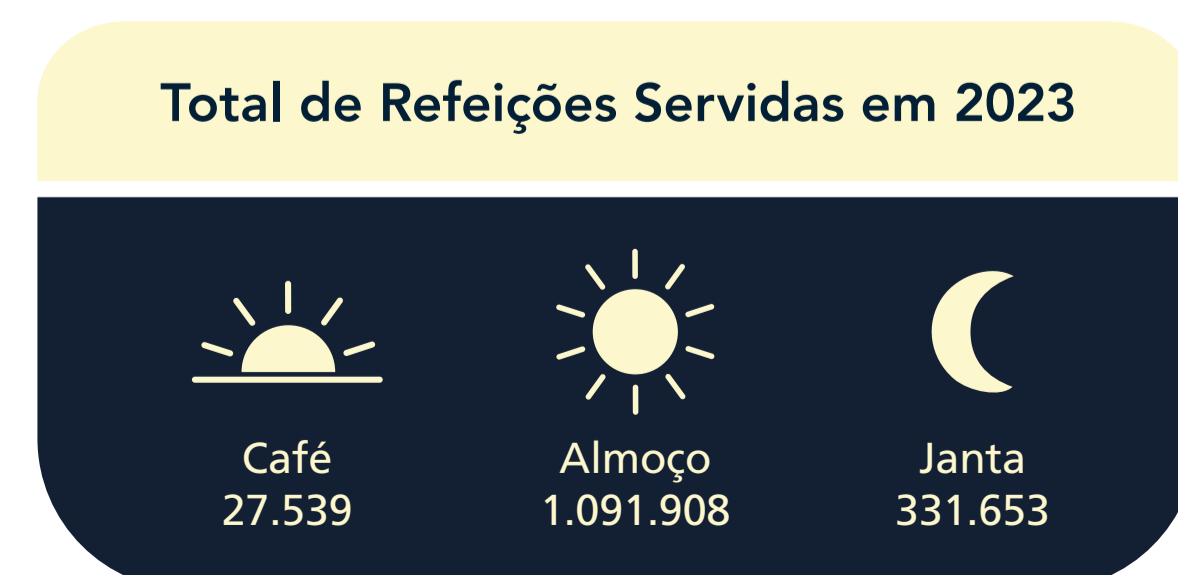 Total de Refeições Servidas em 2023
Café
27.539
Almoço
1.091.908
Janta
331.653